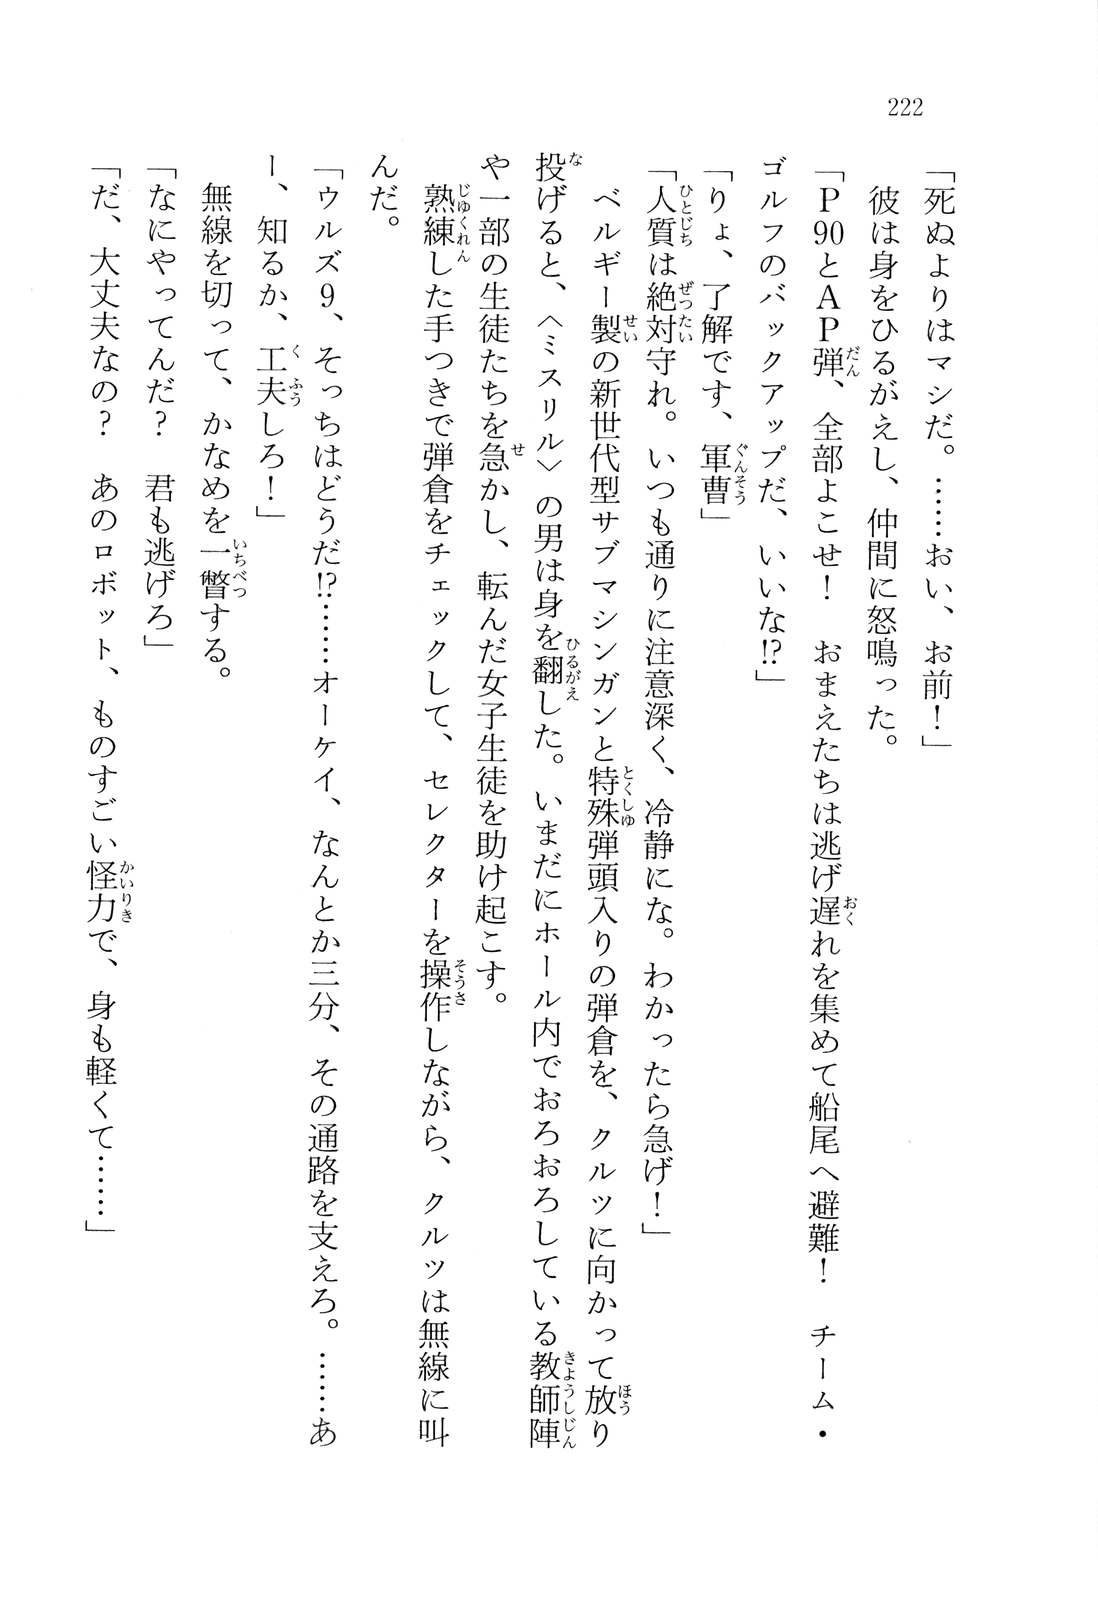 222
「死ぬよりはマシだ。……おい、お前！」
彼は身をひるがえし、仲間に怒鳴った。
「Ｐ90とＡＰ弾、全部よこせ！　おまえたちは逃げ遅れを集めて船尾へ避難！　チーム・
ゴルフのバックアップだ、いいな!?」
「りょ、了解です、軍曹」
「人質は絶対守れ。いつも通りに注意深く、冷静にな。わかったら急げ！」
ベルギー製の新世代型サブマシンガンと特殊弾頭入りの弾倉を、クルツに向かって放り
投げると、〈ミスリル〉の男は身を翻した。いまだにホール内でおろおろしている教師陣
や一部の生徒たちを急かし、転んだ女子生徒を助け起こす。
熟練した手つきで弾倉をチェックして、セレクターを操作しながら、クルツは無線に叫
んだ。
「ウルズ9、そっちはどうだ!?……オーケイ、なんとか三分、その通路を支えろ。……あ
ー、知るか、工夫しろ！」
無線を切って、かなめを一瞥する。
「なにやってんだ？　君も逃げろ」
「だ、大丈夫なの？　あのロボット、ものすごい怪力で、身も軽くて……」